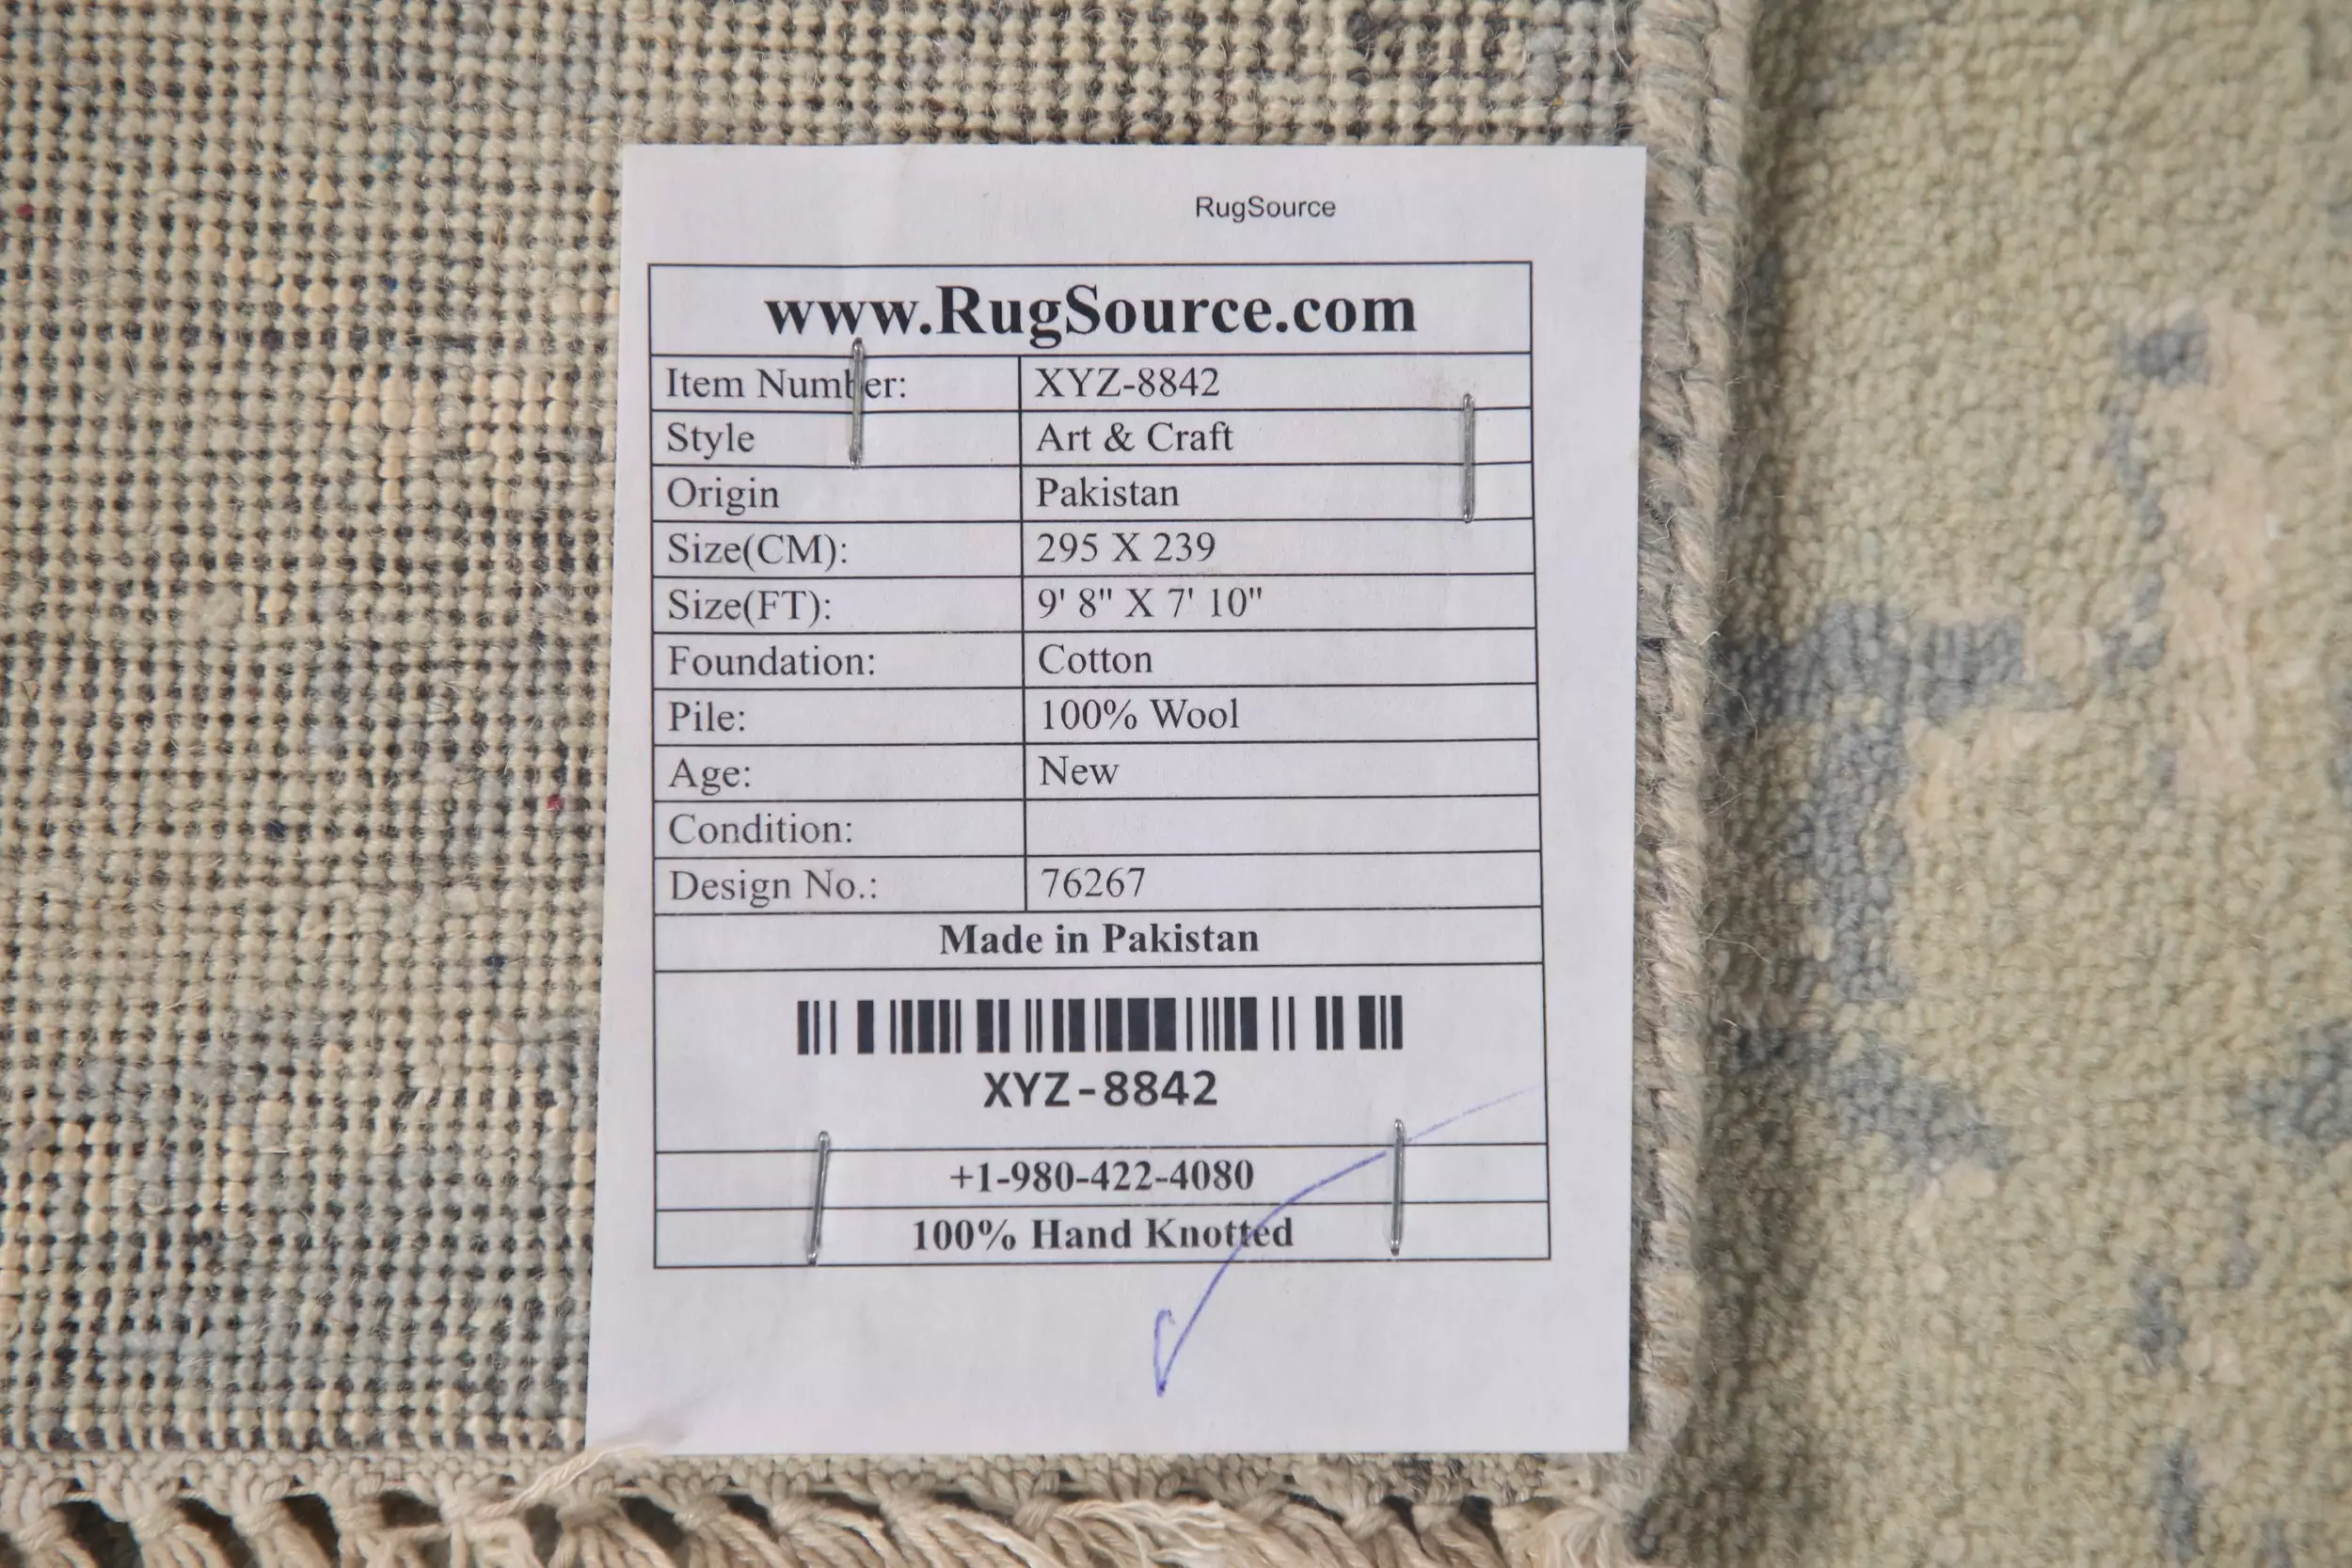 RugSource
www.RugSource.com
Item Number: XYZ-8842
Style Art & Craft
Origin Pakistan
Size(CM): 295 X 239
Size(FT): 9' 8" X 7' 10"
Foundation: Cotton
Pile: 100% Wool
Age: New
Condition:
Design No.: 76267
Made in Pakistan
XYZ-8842
+1-980-422-4080
100% Hand Knotted